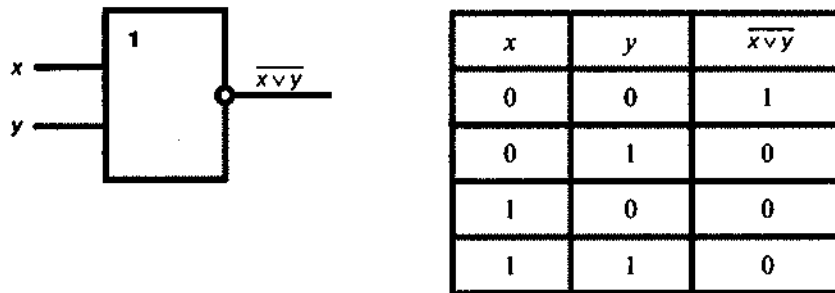 1
x
y
x ∨ y
x y x ∨ y
0 0 1
0 1 0
1 0 0
1 1 0